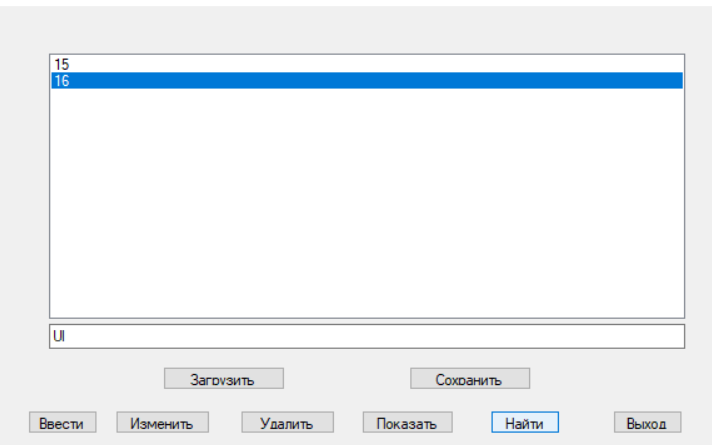 15
16
UI
Загрузить Сохранить
Ввести Изменить Удалить Показать Найти Выход